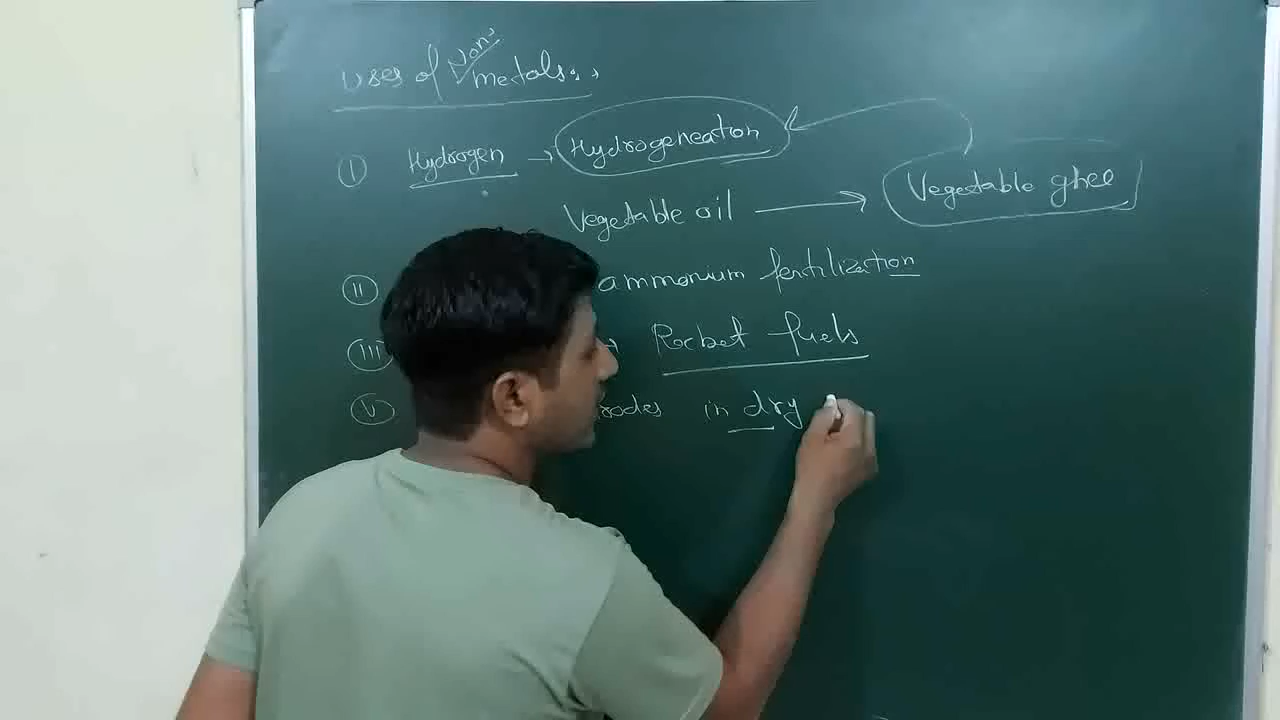 Uses of Non metals
(I) Hydrogen → Hydrogeneation
Vegetable oil → Vegetable ghee
(II) ammonium fertilization
(III) → Rocket fuels
(V) rodes in dry